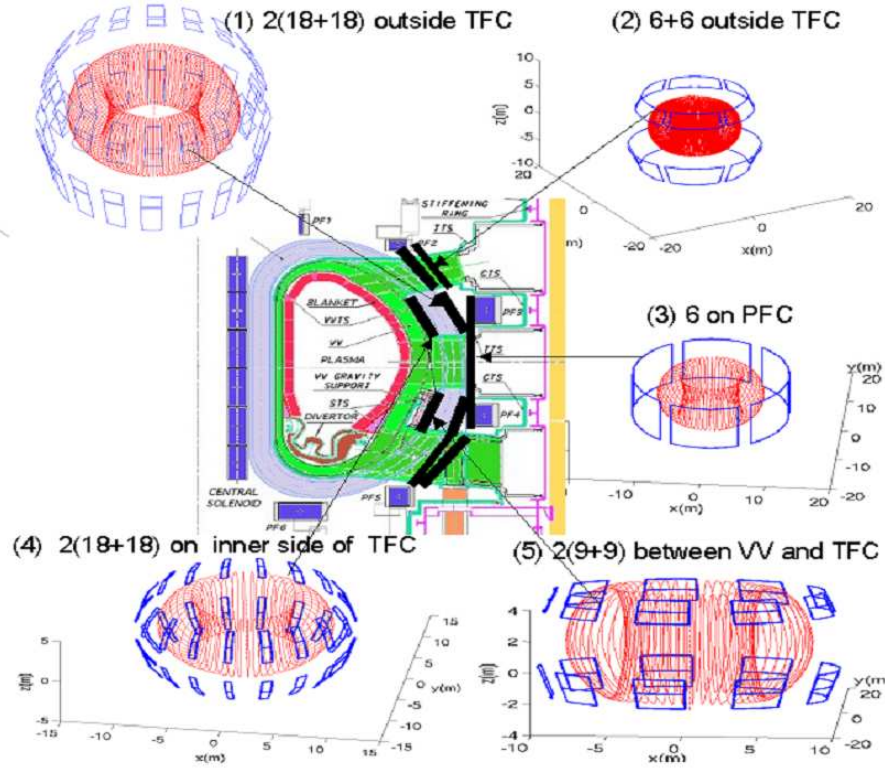 (1) 2(18+18) outside TFC
(2) 6+6 outside TFC
10
5
0
-5
-10
z(m)
20
0
-20
-20
0
20
x(m)
STIFFENING
RING
TTS
PF1
PF2
m)
CTS
BLANKET
VVTS
VV
PLASMA
VV GRAVITY
SUPPORT
STS
DIVERTOR
PF3
TTS
CTS
PF4
PF5
PF6
CENTRAL
SOLENOID
(3) 6 on PFC
y(m)
20
10
0
-10
-20
-10
0
10
20
x(m)
(4) 2(18+18) on inner side of TFC
5
0
-5
z(m)
-15
-10
-5
0
5
10
15
x(m)
15
10
5
0
-5
-10
-15
y(m)
(5) 2(9+9) between VV and TFC
4
2
0
-2
-4
z(m)
-10
-5
0
5
10
x(m)
y(m)
20
0
-20